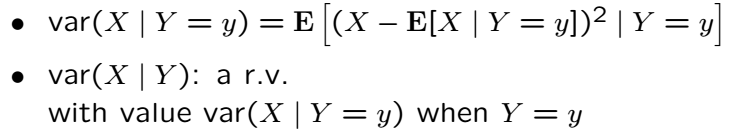 • var(X | Y = y) = E [(X − E[X | Y = y])² | Y = y]
• var(X | Y): a r.v.
with value var(X | Y = y) when Y = y